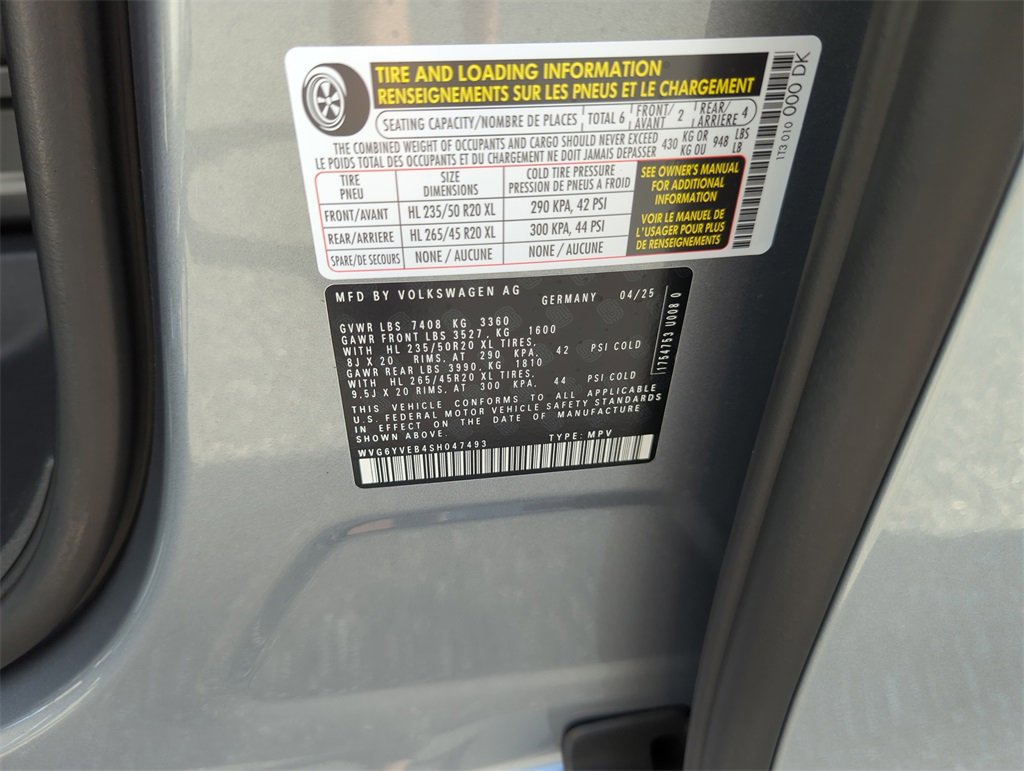 TIRE AND LOADING INFORMATION
RENSEIGNEMENTS SUR LES PNEUS ET LE CHARGEMENT
SEATING CAPACITY/NOMBRE DE PLACES TOTAL 6 FRONT/AVANT 2 REAR/ARRIÈRE 4
THE COMBINED WEIGHT OF OCCUPANTS AND CARGO SHOULD NEVER EXCEED 430 KG OR 948 LBS
LE POIDS TOTAL DES OCCUPANTS ET DU CHARGEMENT NE DOIT JAMAIS DEPASSER KG OU LB
TIRE PNEU SIZE DIMENSIONS COLD TIRE PRESSURE PRESSION DE PNEUS A FROID
FRONT/AVANT HL 235/50 R20 XL 290 KPA, 42 PSI
REAR/ARRIERE HL 265/45 R20 XL 300 KPA, 44 PSI
SPARE/DE SECOURS NONE / AUCUNE NONE / AUCUNE
SEE OWNER'S MANUAL
FOR ADDITIONAL
INFORMATION
VOIR LE MANUEL DE
L'USAGER POUR PLUS
DE RENSEIGNEMENTS
1T3 010 000 DK
MFD BY VOLKSWAGEN AG GERMANY 04/25
GVWR LBS 7408 KG 3360
GAWR FRONT LBS 3527, KG 1600
WITH HL 235/50R20 XL TIRES,
8J X 20 RIMS, AT 290 KPA, 42 PSI COLD
GAWR REAR LBS 3990, KG 1810
WITH HL 265/45R20 XL TIRES,
9.5J X 20 RIMS, AT 300 KPA, 44 PSI COLD
THIS VEHICLE CONFORMS TO ALL APPLICABLE
U.S. FEDERAL MOTOR VEHICLE SAFETY STANDARDS
IN EFFECT ON THE DATE OF MANUFACTURE
SHOWN ABOVE.
WVG6YVEB4SH047493 TYPE: MPV
1754753 U008 0